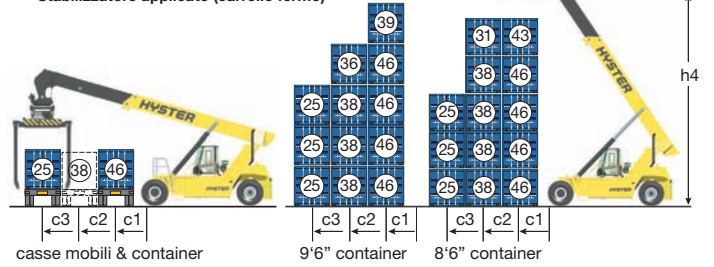 Stabilizzatore applicato (carrello fermo)
HYSTER
25 38 46
HYSTER
c3 c2 c1
casse mobili & container
39
36 46
25 38 46
25 38 46
25 38 46
c3 c2 c1
9'6" container
31 43
38 46
25 38 46
25 38 46
25 38 46
c3 c2 c1
8'6" container
HYSTER
HYSTER
h4